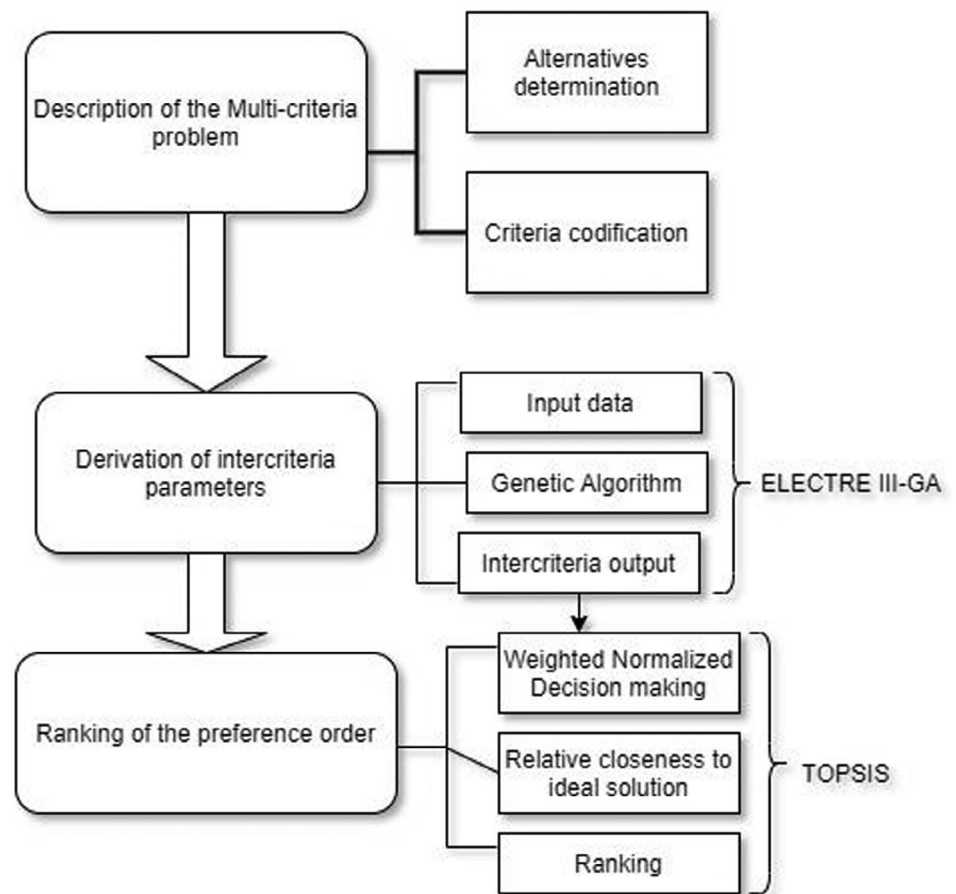 Alternatives
determination
Description of the Multi-criteria
problem
Criteria codification
Input data
Derivation of intercriteria
parameters
Genetic Algorithm
ELECTRE III-GA
Intercriteria output
Weighted Normalized
Decision making
Ranking of the preference order
Relative closeness to
ideal solution
TOPSIS
Ranking